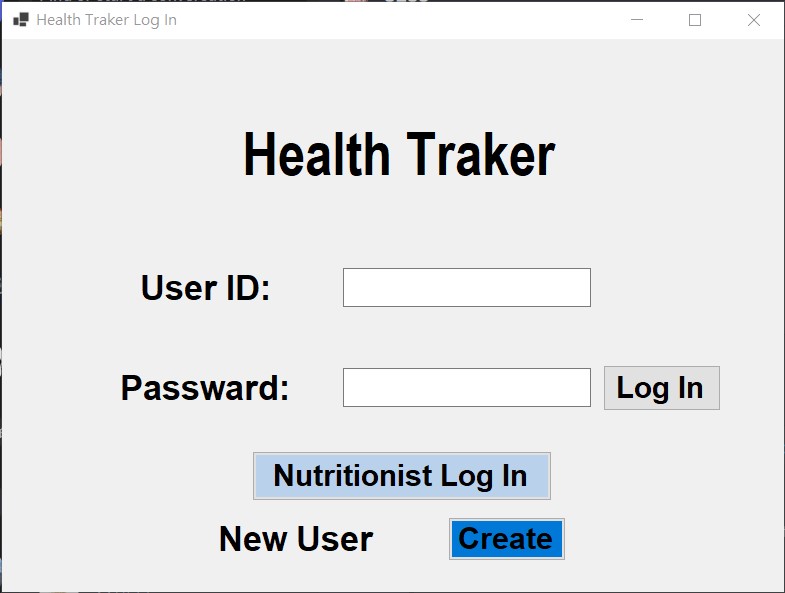 Health Traker Log In
Health Traker
User ID:
Passward:
Log In
Nutritionist Log In
New User
Create